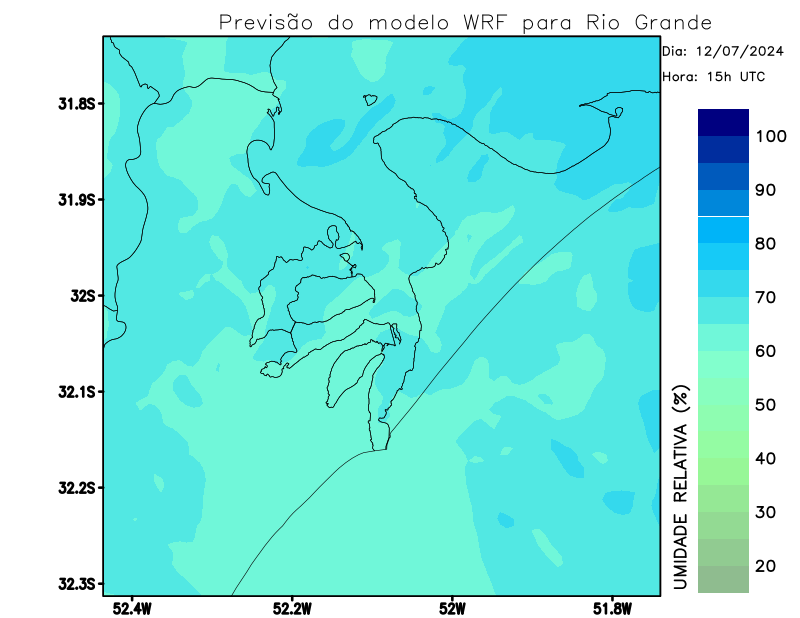 Previsão do modelo WRF para Rio Grande
Dia: 12/07/2024
Hora: 15h UTC
31.8S
31.9S
32S
32.1S
32.2S
32.3S
52.4W
52.2W
52W
51.8W
100
90
80
70
60
50
40
30
20
UMIDADE RELATIVA (%)